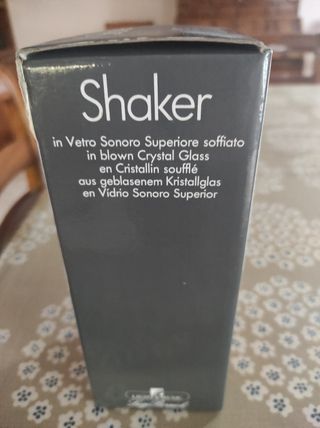 Shaker
in Vetro Sonoro Superiore soffiato
in blown Crystal Glass
en Cristallin soufflé
aus geblasenem Kristallglas
en Vídrio Sonoro Superior